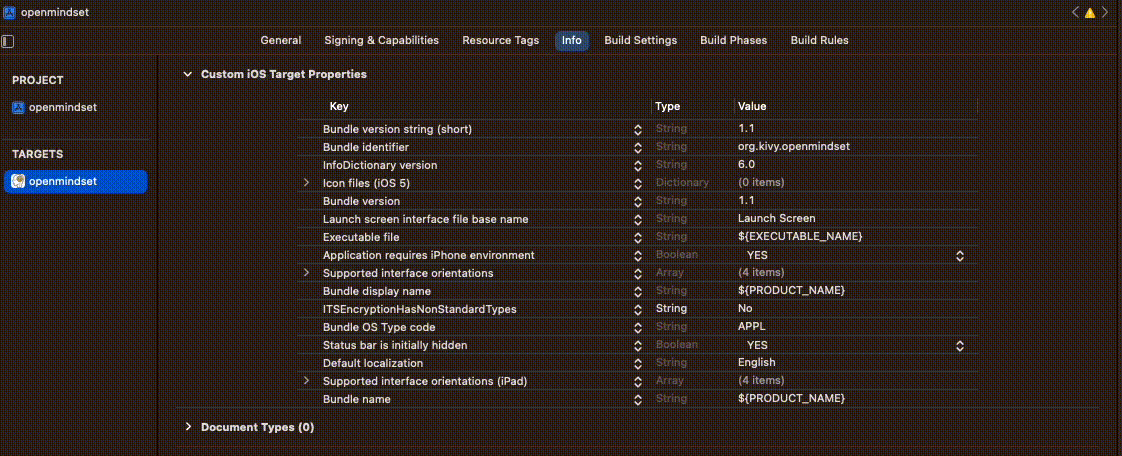 openmindset
General Signing & Capabilities Resource Tags Info Build Settings Build Phases Build Rules
PROJECT
openmindset
TARGETS
openmindset
Custom iOS Target Properties
Key Type Value
Bundle version string (short) String 1.1
Bundle identifier String org.kivy.openmindset
InfoDictionary version String 6.0
Icon files (iOS 5) Dictionary (0 items)
Bundle version String 1.1
Launch screen interface file base name String Launch Screen
Executable file String ${EXECUTABLE_NAME}
Application requires iPhone environment Boolean YES
Supported interface orientations Array (4 items)
Bundle display name String ${PRODUCT_NAME}
ITSEncryptionHasNonStandardTypes String No
Bundle OS Type code String APPL
Status bar is initially hidden Boolean YES
Default localization String English
Supported interface orientations (iPad) Array (4 items)
Bundle name String ${PRODUCT_NAME}
Document Types (0)